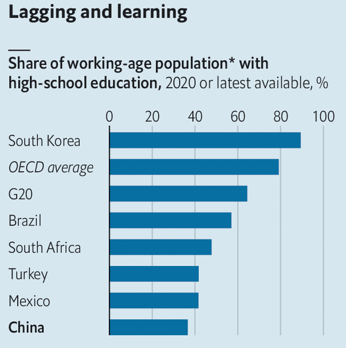 Lagging and learning
Share of working-age population* with
high-school education, 2020 or latest available, %
0 20 40 60 80 100
South Korea
OECD average
G20
Brazil
South Africa
Turkey
Mexico
China